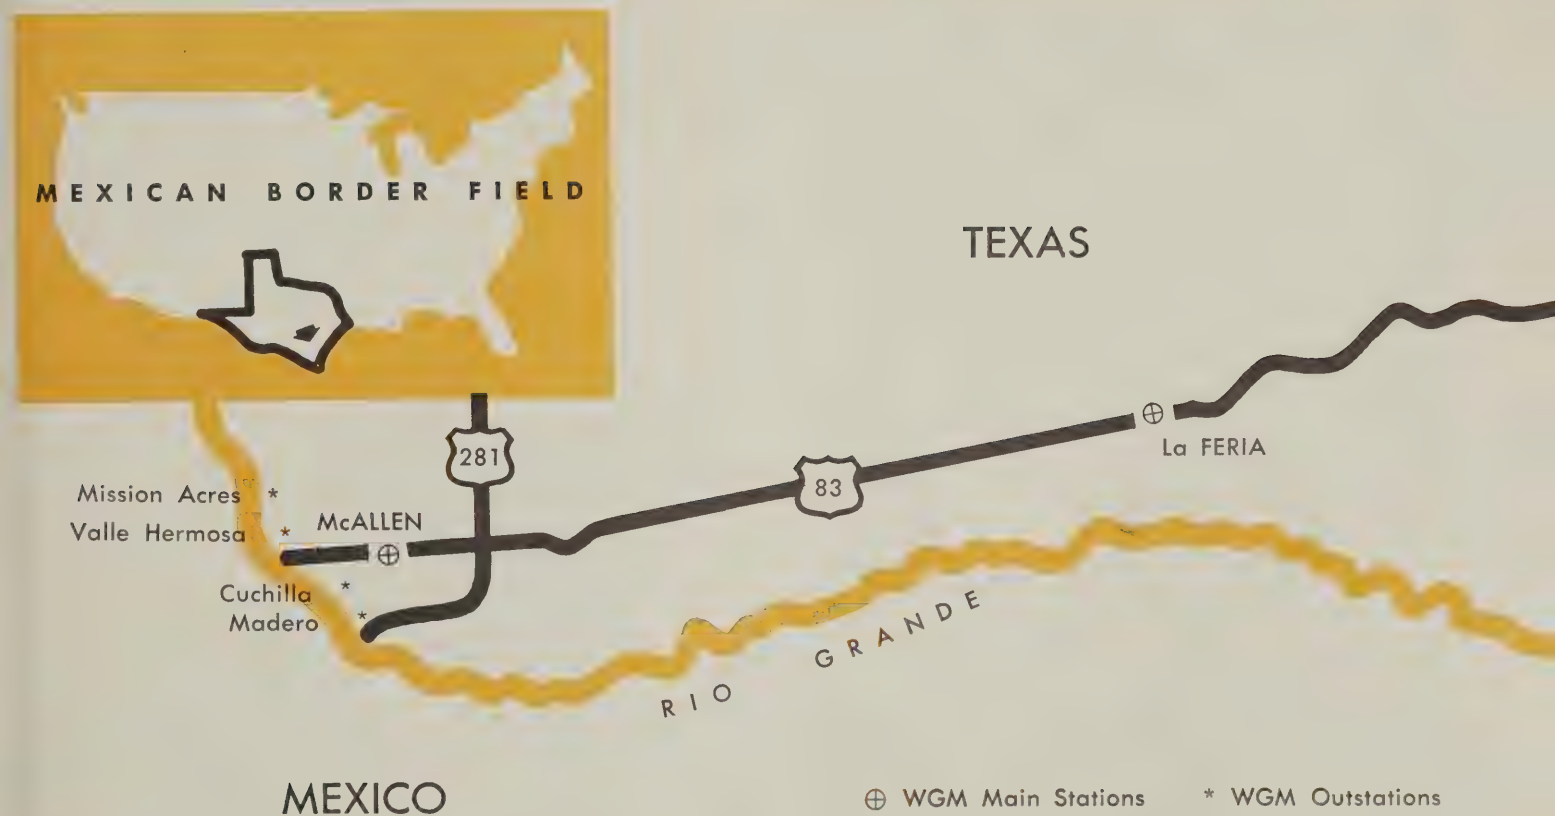 MEXICAN BORDER FIELD
TEXAS
281
La FERIA
83
Mission Acres *
Valle Hermosa *
McALLEN
Cuchilla *
Madero *
RIO GRANDE
MEXICO
⊕ WGM Main Stations * WGM Outstations